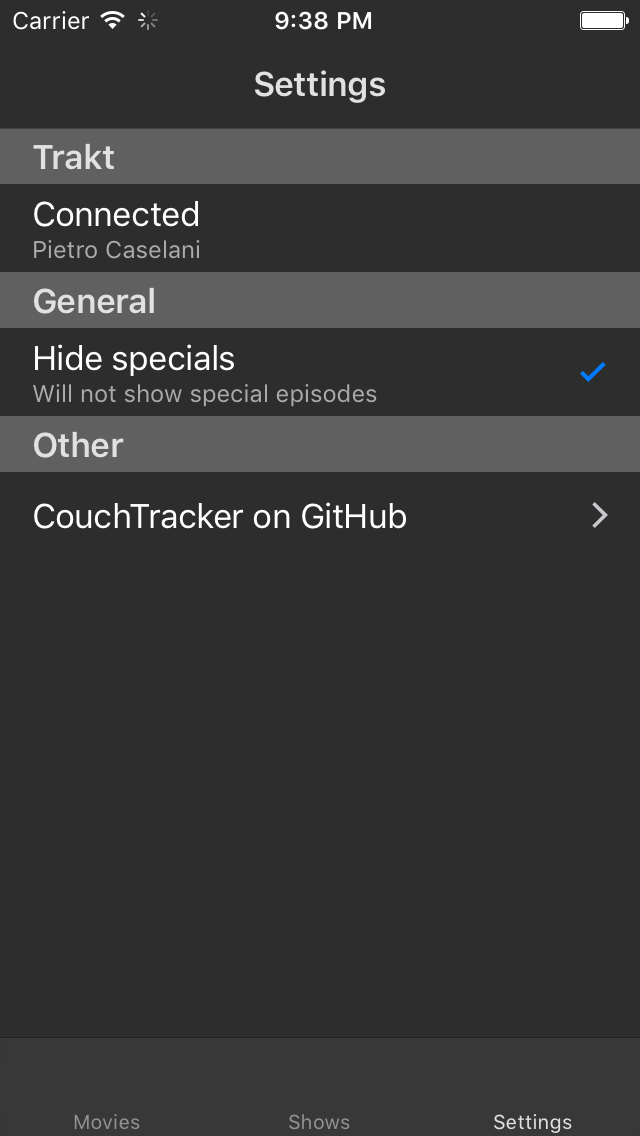 Carrier 9:38 PM
Settings
Trakt
Connected
Pietro Caselani
General
Hide specials
Will not show special episodes
Other
CouchTracker on GitHub
Movies Shows Settings